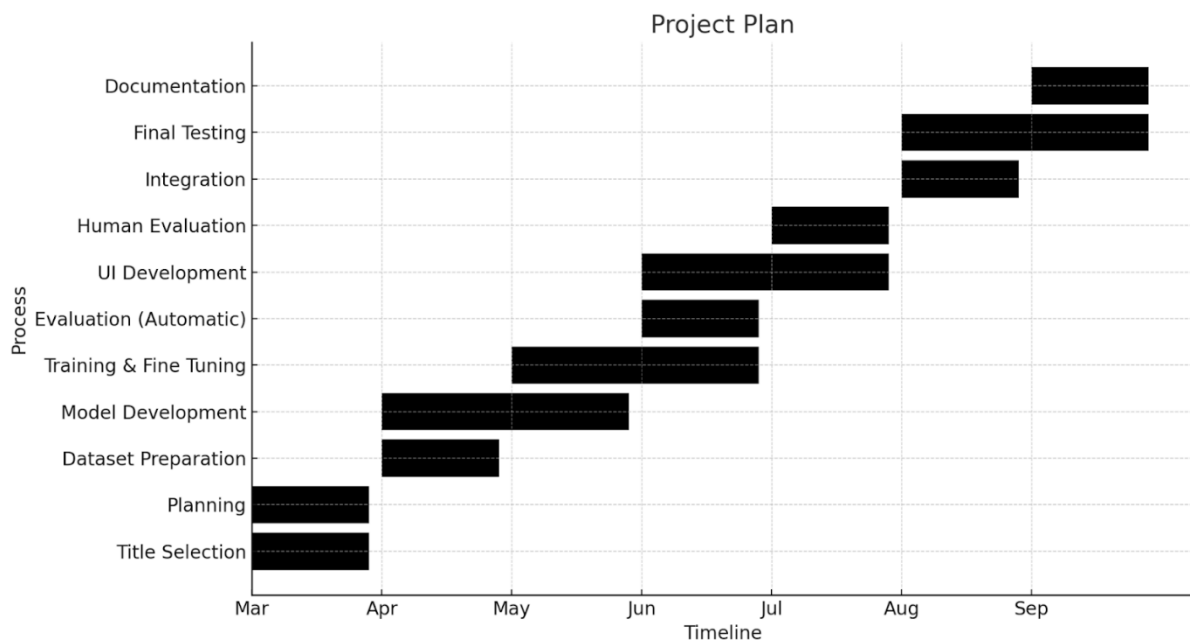 Project Plan
Documentation
Final Testing
Integration
Human Evaluation
UI Development
Evaluation (Automatic)
Training & Fine Tuning
Model Development
Dataset Preparation
Planning
Title Selection
Process
Mar Apr May Jun Jul Aug Sep
Timeline